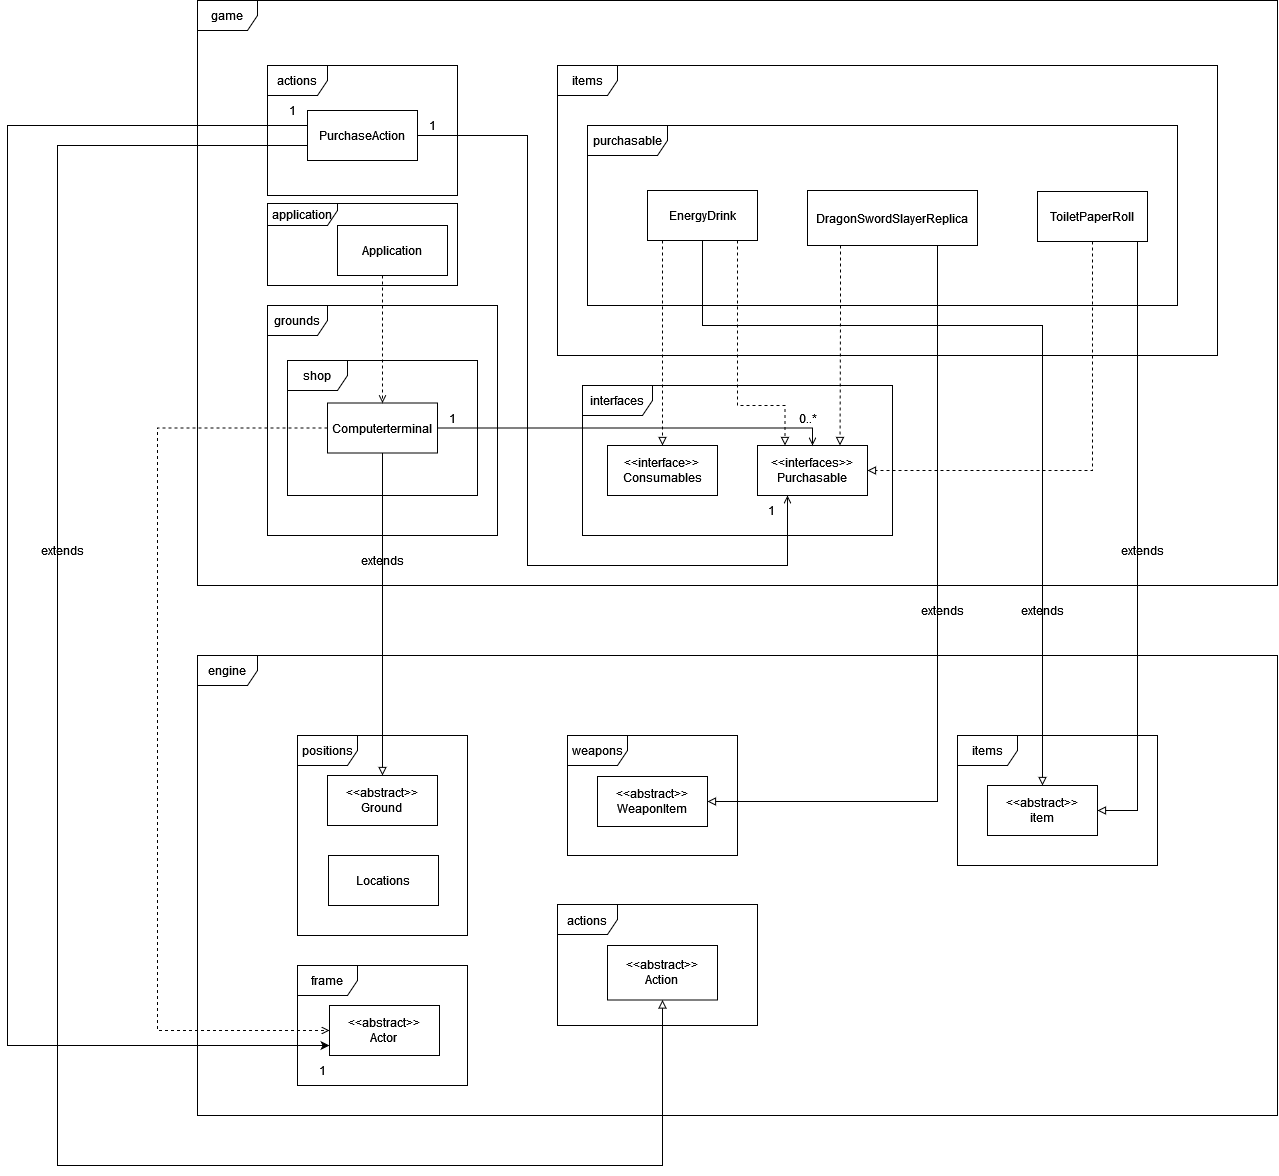 game
actions
1
PurchaseAction
1
items
purchasable
EnergyDrink
DragonSwordSlayerReplica
ToiletPaperRoll
application
Application
grounds
shop
Computerterminal
1
interfaces
0..*
<<interface>>
Consumables
<<interfaces>>
Purchasable
1
extends
extends
extends
extends
extends
engine
positions
<<abstract>>
Ground
Locations
weapons
<<abstract>>
WeaponItem
items
<<abstract>>
item
actions
<<abstract>>
Action
frame
<<abstract>>
Actor
1